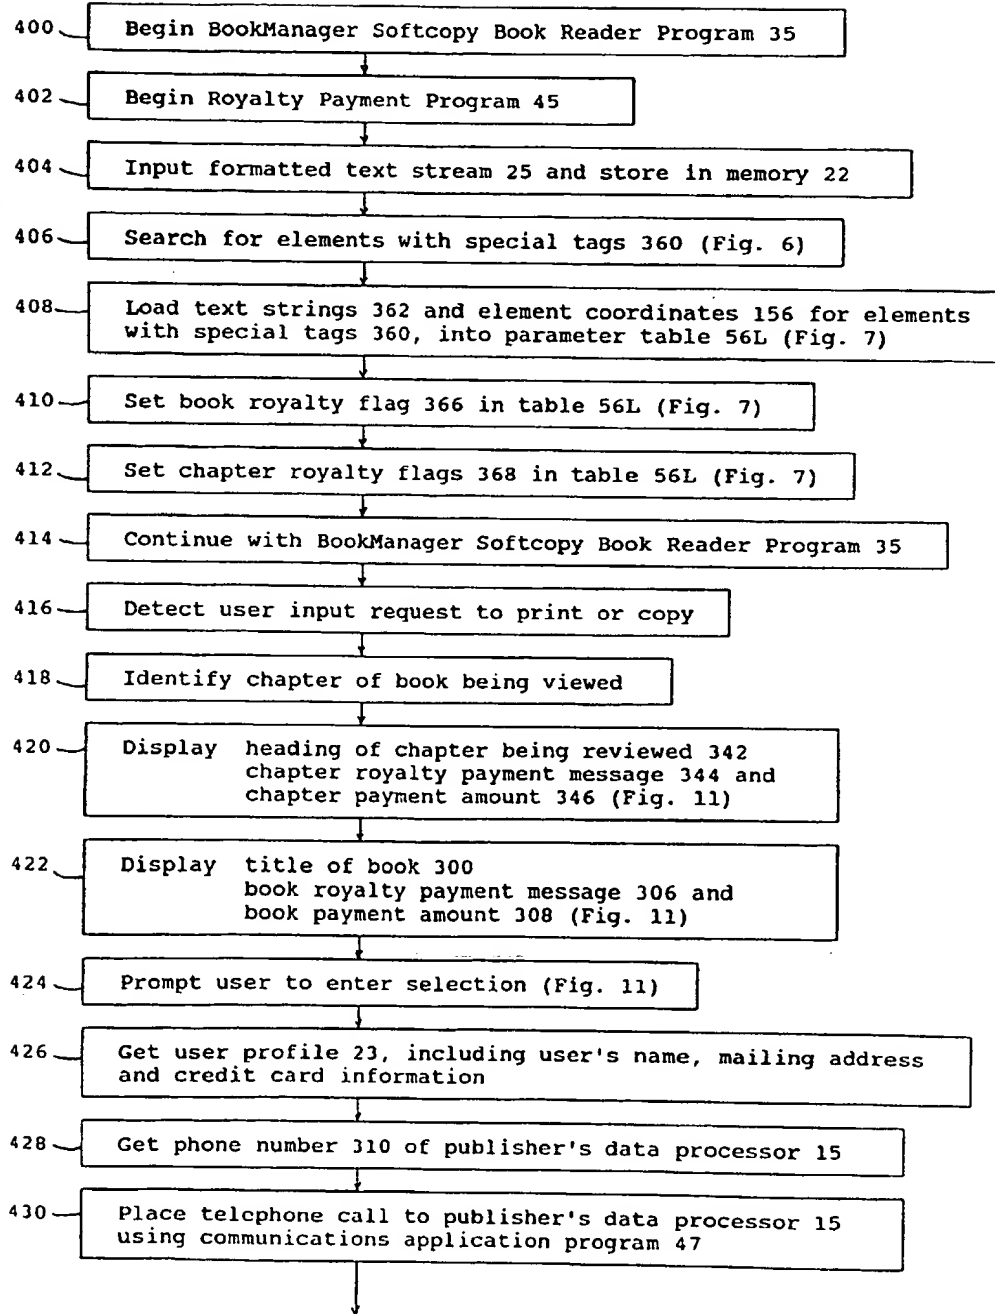 400 Begin BookManager Softcopy Book Reader Program 35
402 Begin Royalty Payment Program 45
404 Input formatted text stream 25 and store in memory 22
406 Search for elements with special tags 360 (Fig. 6)
408 Load text strings 362 and element coordinates 156 for elements
with special tags 360, into parameter table 56L (Fig. 7)
410 Set book royalty flag 366 in table 56L (Fig. 7)
412 Set chapter royalty flags 368 in table 56L (Fig. 7)
414 Continue with BookManager Softcopy Book Reader Program 35
416 Detect user input request to print or copy
418 Identify chapter of book being viewed
420 Display heading of chapter being reviewed 342
chapter royalty payment message 344 and
chapter payment amount 346 (Fig. 11)
422 Display title of book 300
book royalty payment message 306 and
book payment amount 308 (Fig. 11)
424 Prompt user to enter selection (Fig. 11)
426 Get user profile 23, including user's name, mailing address
and credit card information
428 Get phone number 310 of publisher's data processor 15
430 Place telephone call to publisher's data processor 15
using communications application program 47